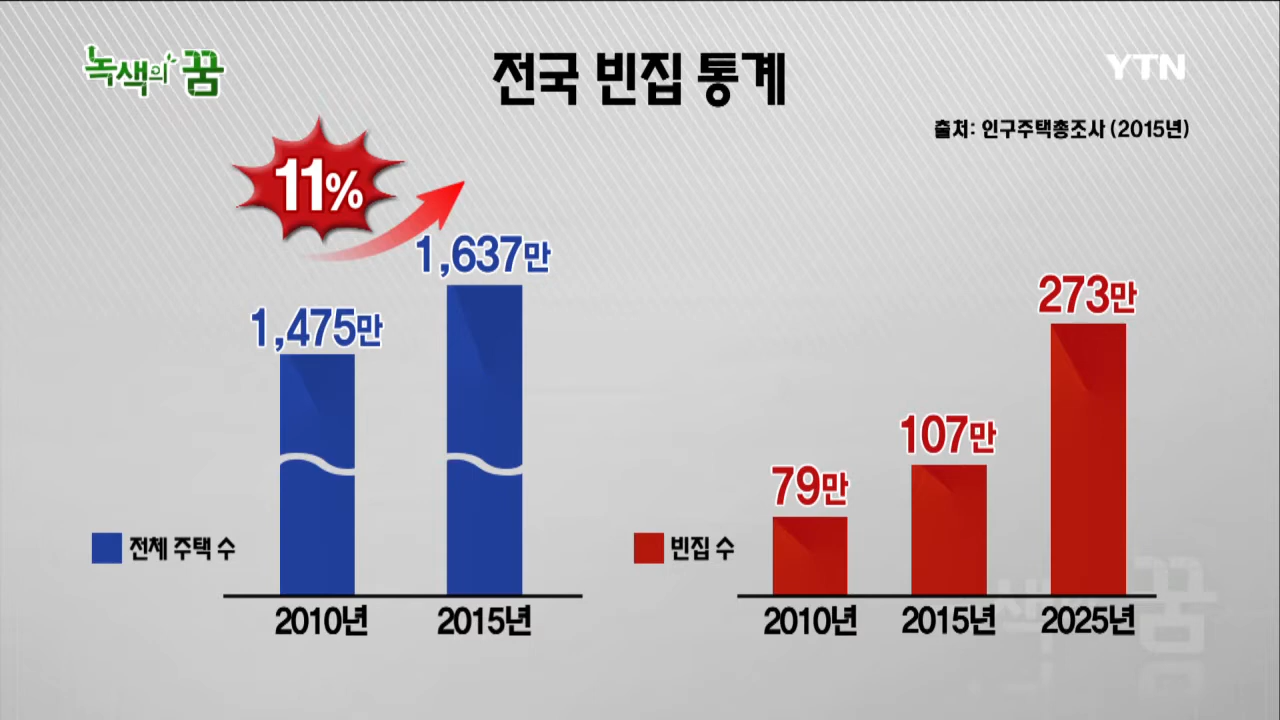 녹색의 꿈
전국 빈집 통계
YTN
출처: 인구주택총조사 (2015년)
11%
1,637만
1,475만
273만
107만
79만
전체 주택 수
빈집 수
2010년
2015년
2010년
2015년
2025년
색의 꿈